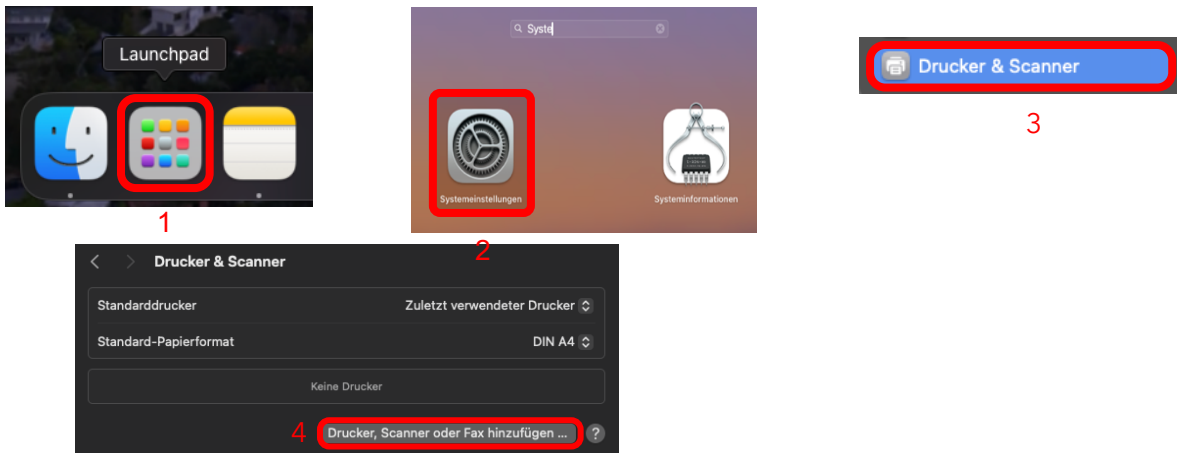 Launchpad
1
Syste
Systemeinstellungen
Systeminformationen
2
Drucker & Scanner
3
Drucker & Scanner
Standarddrucker Zuletzt verwendeter Drucker
Standard-Papierformat DIN A4
Keine Drucker
4 Drucker, Scanner oder Fax hinzufügen ... ?